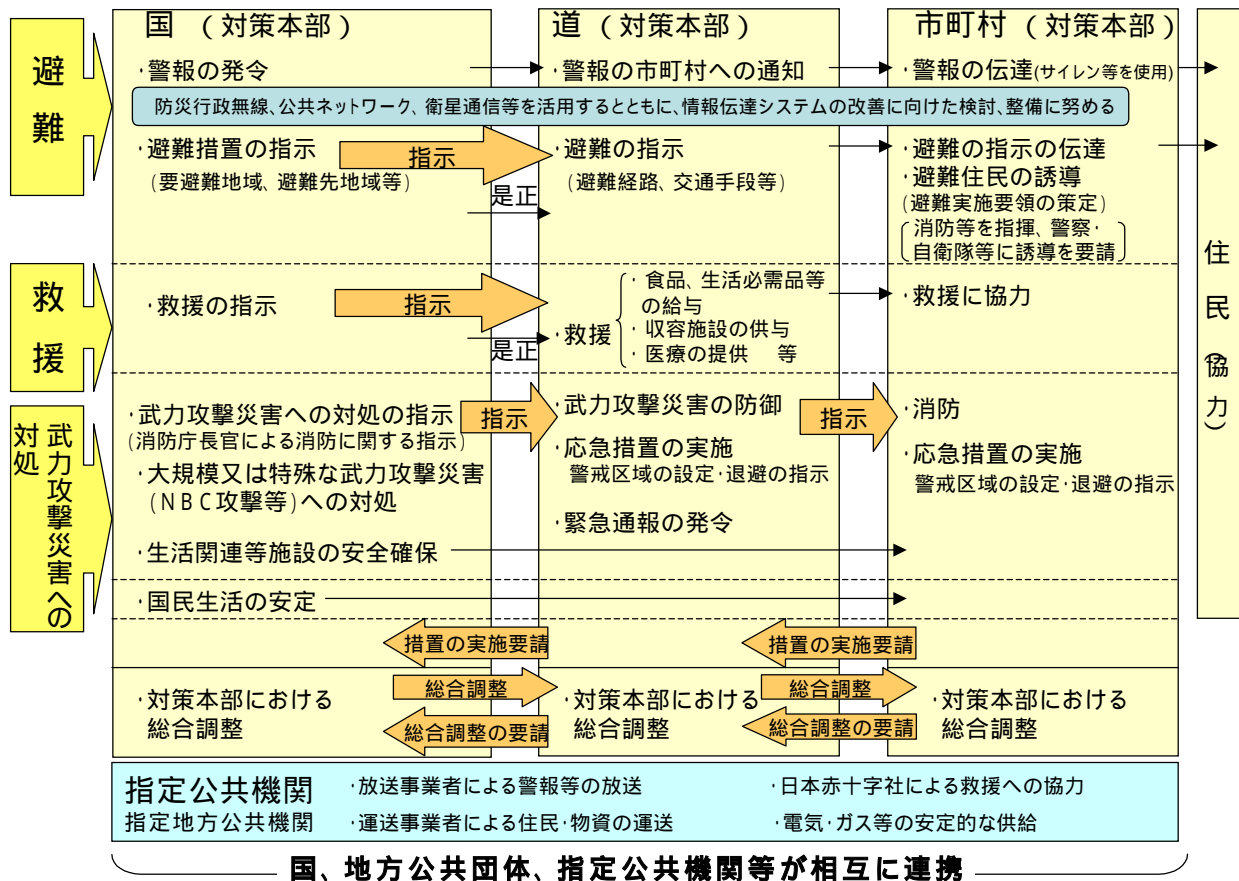 国 (対策本部)
道 (対策本部)
市町村 (対策本部)
避難
・警報の発令
・警報の市町村への通知
・警報の伝達(サイレン等を使用)
防災行政無線、公共ネットワーク、衛星通信等を活用するとともに、情報伝達システムの改善に向けた検討、整備に努める
・避難措置の指示
(要避難地域、避難先地域等)
指示
是正
・避難の指示
(避難経路、交通手段等)
・避難の指示の伝達
・避難住民の誘導
(避難実施要領の策定)
消防等を指揮、警察・
自衛隊等に誘導を要請
救援
・救援の指示
指示
是正
・救援
・食品、生活必需品等
の給与
・収容施設の供与
・医療の提供 等
・救援に協力
武力攻撃災害への
対処
・武力攻撃災害への対処の指示
(消防庁長官による消防に関する指示)
指示
・大規模又は特殊な武力攻撃災害
(NBC攻撃等)への対処
・生活関連等施設の安全確保
・武力攻撃災害の防御
指示
・応急措置の実施
警戒区域の設定・退避の指示
・緊急通報の発令
・消防
・応急措置の実施
警戒区域の設定・退避の指示
・国民生活の安定
措置の実施要請
措置の実施要請
・対策本部における
総合調整
総合調整
総合調整の要請
・対策本部における
総合調整
総合調整
総合調整の要請
・対策本部における
総合調整
住民(協力)
指定公共機関
指定地方公共機関
・放送事業者による警報等の放送
・日本赤十字社による救援への協力
・運送事業者による住民・物資の運送
・電気・ガス等の安定的な供給
国、地方公共団体、指定公共機関等が相互に連携